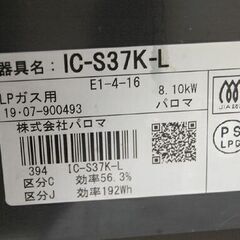 器具名：IC-S37K-L
E1-4-16 8.10kW
LPガス用 パロマ
19·07-900493
株式会社パロマ
394 IC-S37K-L
区分C 効率56.3%
区分J 効率192Wh
JIA
PS
LPG